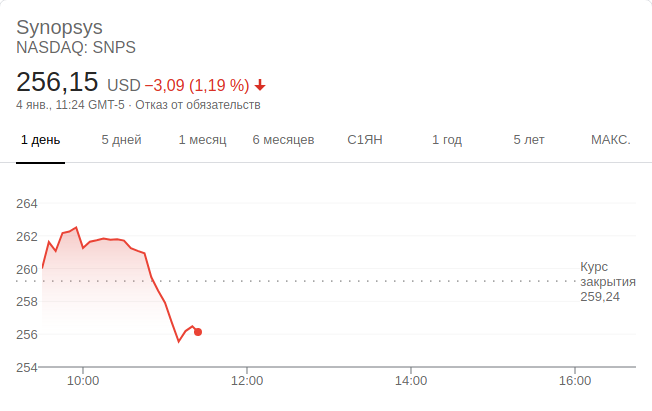 Synopsys
NASDAQ: SNPS
256,15 USD −3,09 (1,19 %)
4 янв., 11:24 GMT-5 · Отказ от обязательств
1 день 5 дней 1 месяц 6 месяцев С1ЯН 1 год 5 лет МАКС.
264
262
260
258
256
254
Курс
закрытия
259,24
10:00 12:00 14:00 16:00